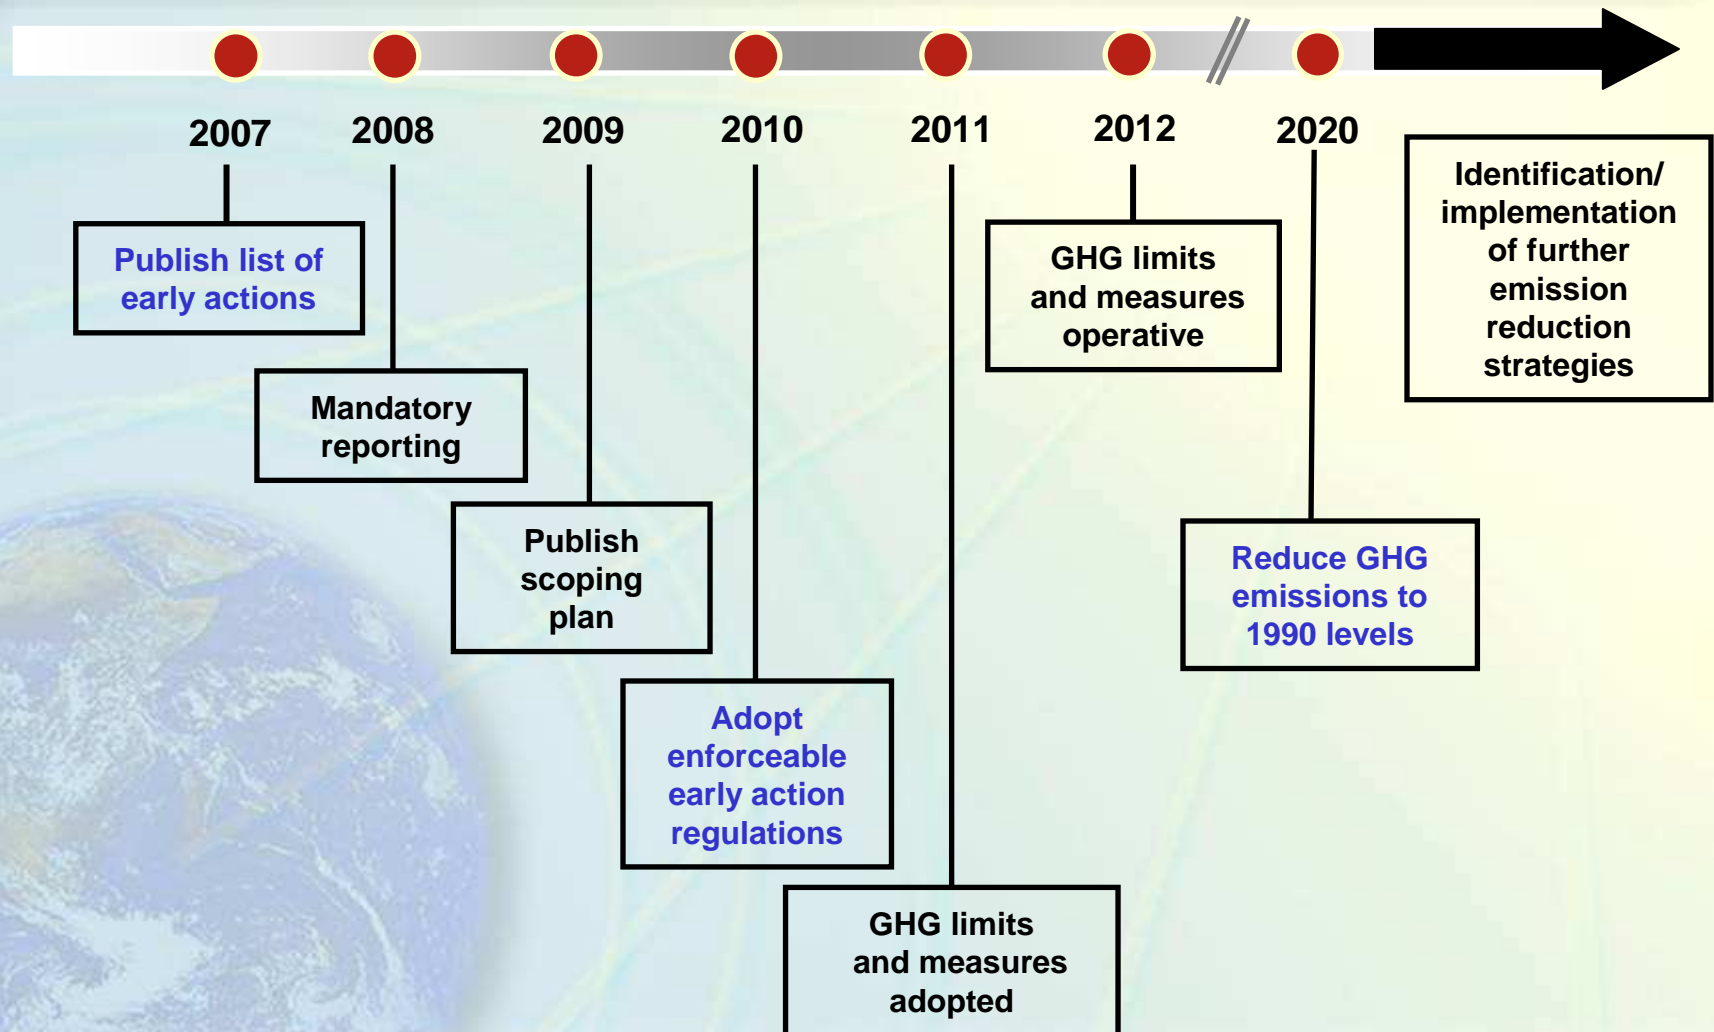 2007
2008
2009
2010
2011
2012
2020
Publish list of
early actions
Mandatory
reporting
Publish
scoping
plan
Adopt
enforceable
early action
regulations
GHG limits
and measures
adopted
GHG limits
and measures
operative
Reduce GHG
emissions to
1990 levels
Identification/
implementation
of further
emission
reduction
strategies